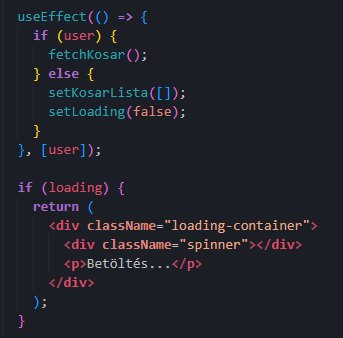 useEffect(() => {
  if (user) {
    fetchKosar();
  } else {
    setKosarLista([]);
    setLoading(false);
  }
}, [user]);

if (loading) {
  return (
    <div className="loading-container">
      <div className="spinner"></div>
      <p>Betöltés...</p>
    </div>
  );
}